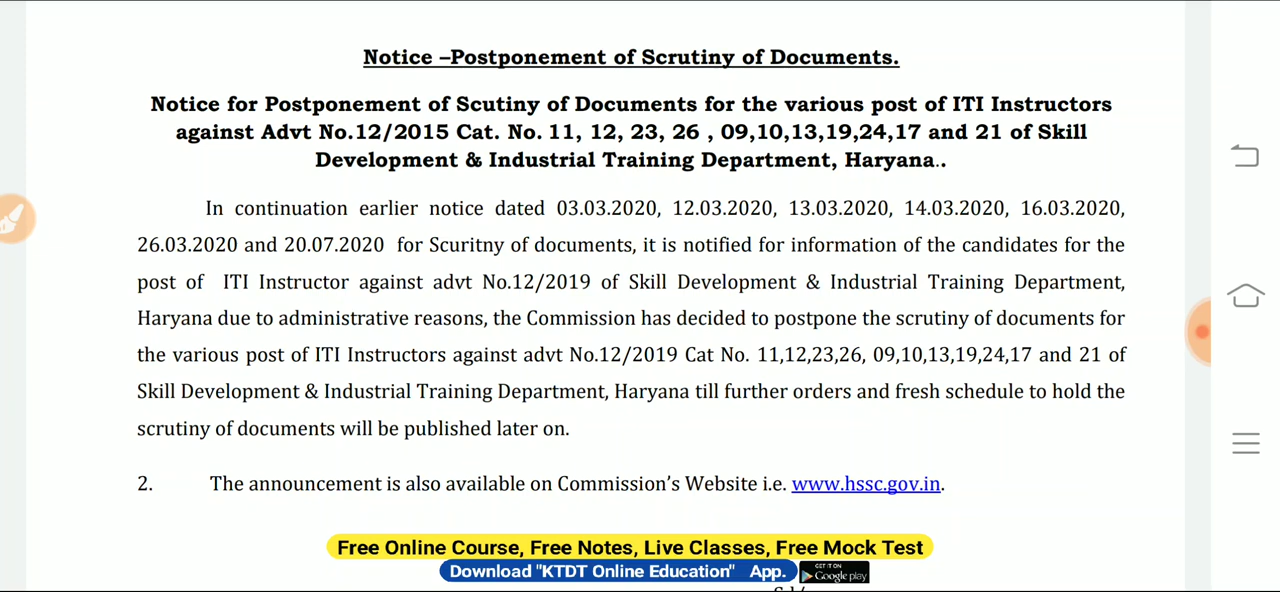 Notice –Postponement of Scrutiny of Documents.
Notice for Postponement of Scutiny of Documents for the various post of ITI Instructors
against Advt No.12/2015 Cat. No. 11, 12, 23, 26 , 09,10,13,19,24,17 and 21 of Skill
Development & Industrial Training Department, Haryana..
In continuation earlier notice dated 03.03.2020, 12.03.2020, 13.03.2020, 14.03.2020, 16.03.2020,
26.03.2020 and 20.07.2020 for Scuritny of documents, it is notified for information of the candidates for the
post of ITI Instructor against advt No.12/2019 of Skill Development & Industrial Training Department,
Haryana due to administrative reasons, the Commission has decided to postpone the scrutiny of documents for
the various post of ITI Instructors against advt No.12/2019 Cat No. 11,12,23,26, 09,10,13,19,24,17 and 21 of
Skill Development & Industrial Training Department, Haryana till further orders and fresh schedule to hold the
scrutiny of documents will be published later on.
2. The announcement is also available on Commission's Website i.e. www.hssc.gov.in.
Free Online Course, Free Notes, Live Classes, Free Mock Test
Download "KTDT Online Education" App. GET IT ON Google play